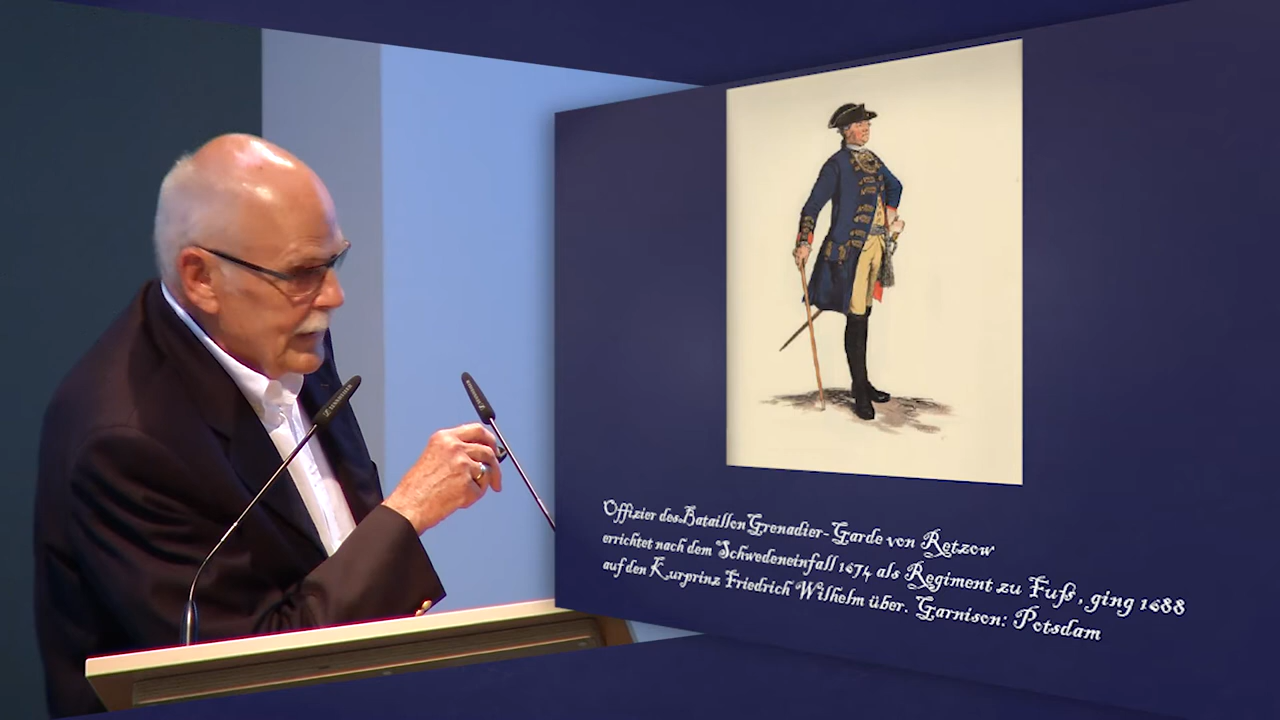 Offizier des Bataillon Grenadier-Garde von Retzow
errichtet nach dem Schwedeneinfall 1674 als Regiment zu Fuß, ging 1688
auf den Kurprinz Friedrich Wilhelm über. Garnison: Potsdam